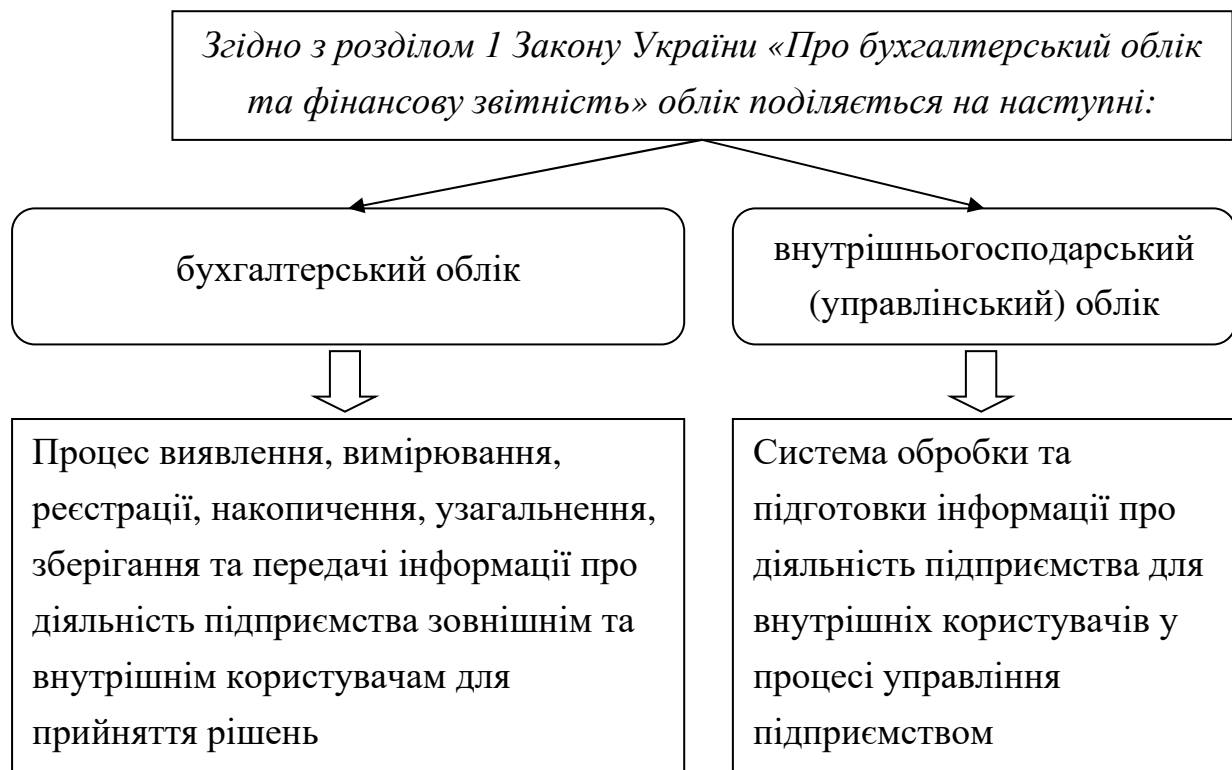 Згідно з розділом 1 Закону України «Про бухгалтерський облік
та фінансову звітність» облік поділяється на наступні:
бухгалтерський облік
внутрішньогосподарський
(управлінський) облік
Процес виявлення, вимірювання,
реєстрації, накопичення, узагальнення,
зберігання та передачі інформації про
діяльність підприємства зовнішнім та
внутрішнім користувачам для
прийняття рішень
Система обробки та
підготовки інформації про
діяльність підприємства для
внутрішніх користувачів у
процесі управління
підприємством